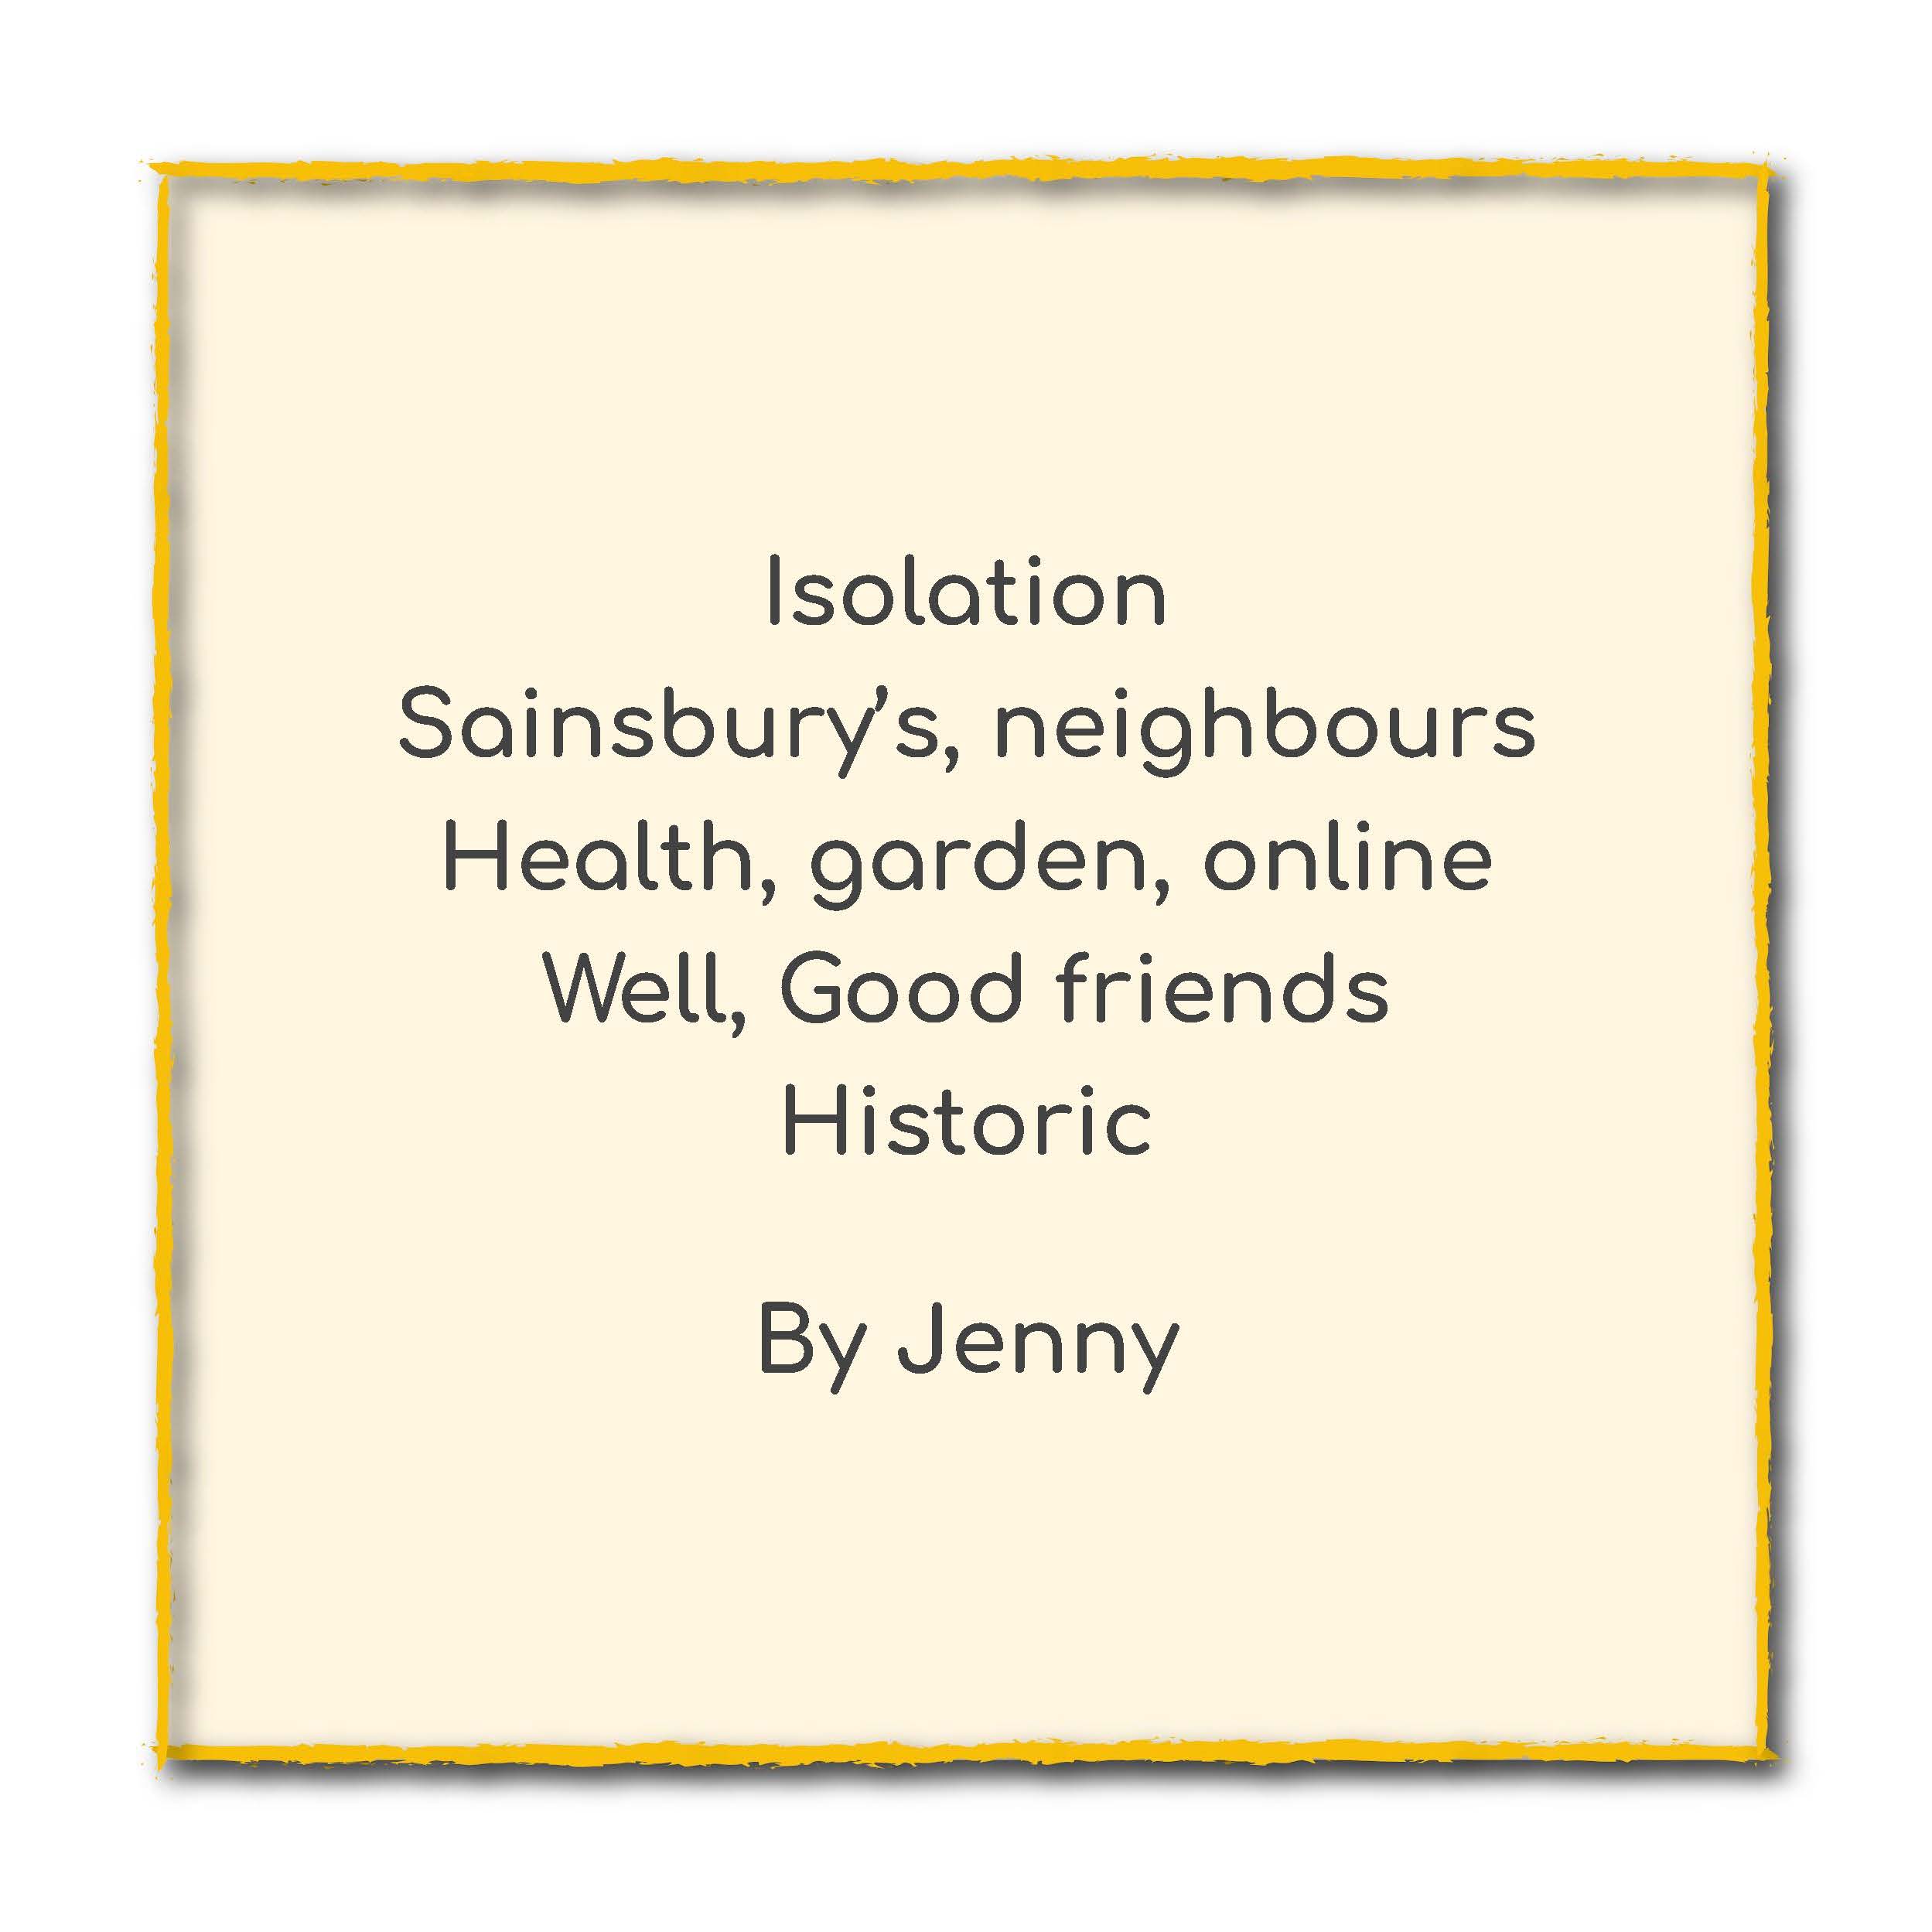 Isolation
Sainsbury’s, neighbours
Health, garden, online
Well, Good friends
Historic
By Jenny